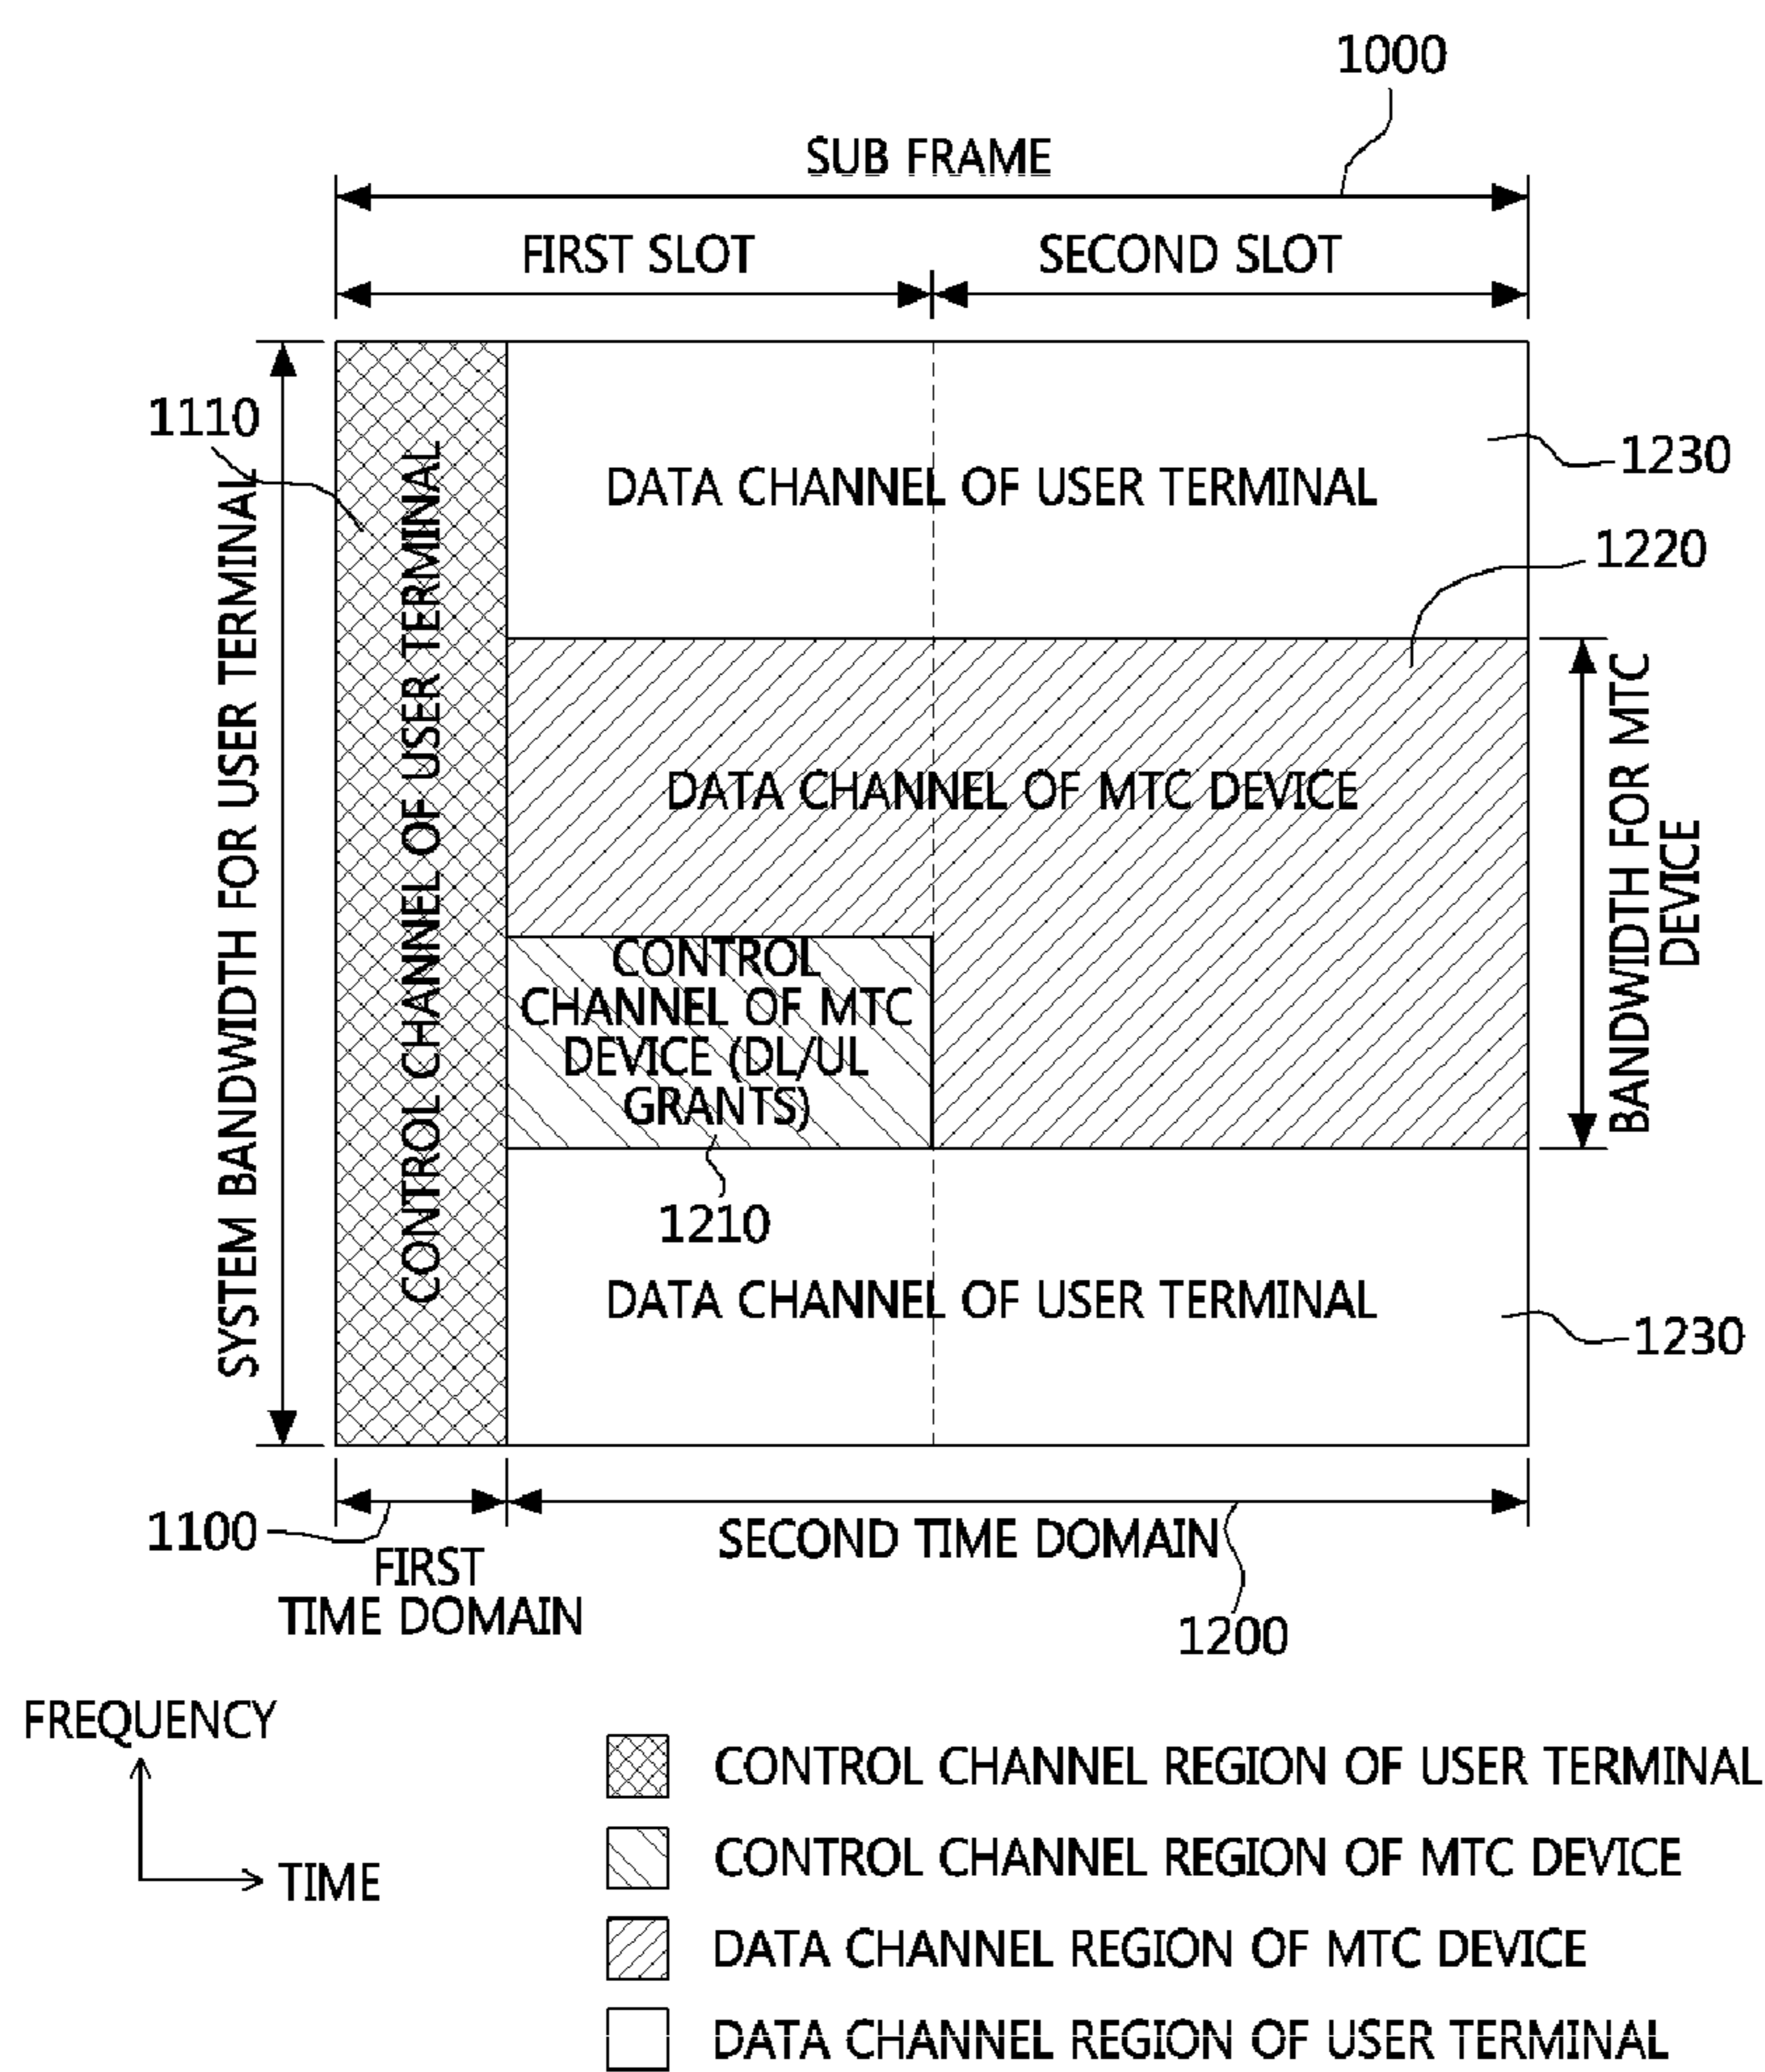 1000
SUB FRAME
FIRST SLOT
SECOND SLOT
1110
SYSTEM BANDWIDTH FOR USER TERMINAL
CONTROL CHANNEL OF USER TERMINAL
DATA CHANNEL OF USER TERMINAL
1230
1220
DATA CHANNEL OF MTC DEVICE
BANDWIDTH FOR MTC
DEVICE
CONTROL
CHANNEL OF MTC
DEVICE (DL/UL
GRANTS)
1210
DATA CHANNEL OF USER TERMINAL
1230
1100
FIRST
TIME DOMAIN
SECOND TIME DOMAIN
1200
FREQUENCY
TIME
CONTROL CHANNEL REGION OF USER TERMINAL
CONTROL CHANNEL REGION OF MTC DEVICE
DATA CHANNEL REGION OF MTC DEVICE
DATA CHANNEL REGION OF USER TERMINAL